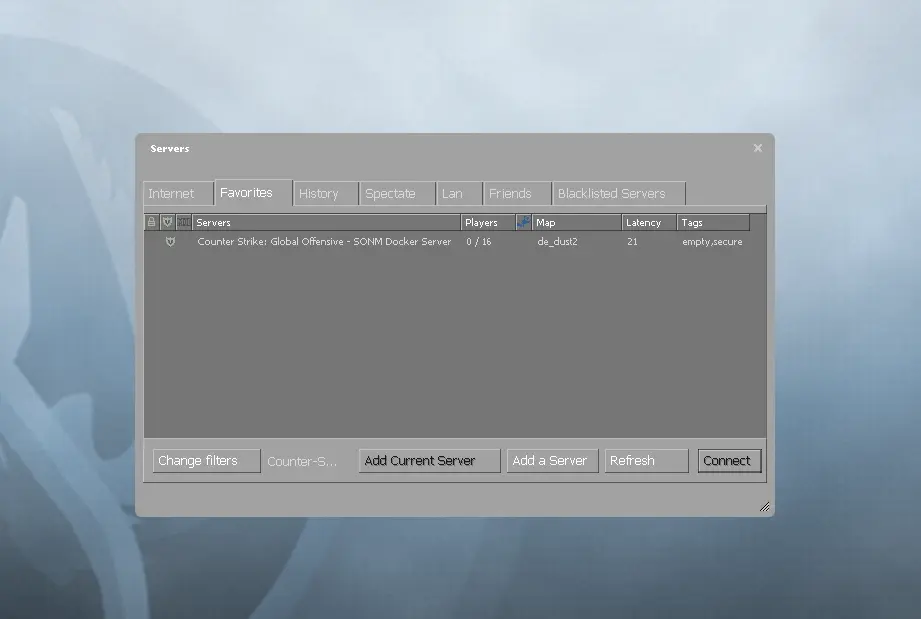 Servers
Internet Favorites History Spectate Lan Friends Blacklisted Servers
Servers Players Map Latency Tags
Counter Strike: Global Offensive - SONM Docker Server 0 / 16 de_dust2 21 empty,secure
Change filters Counter-S... Add Current Server Add a Server Refresh Connect